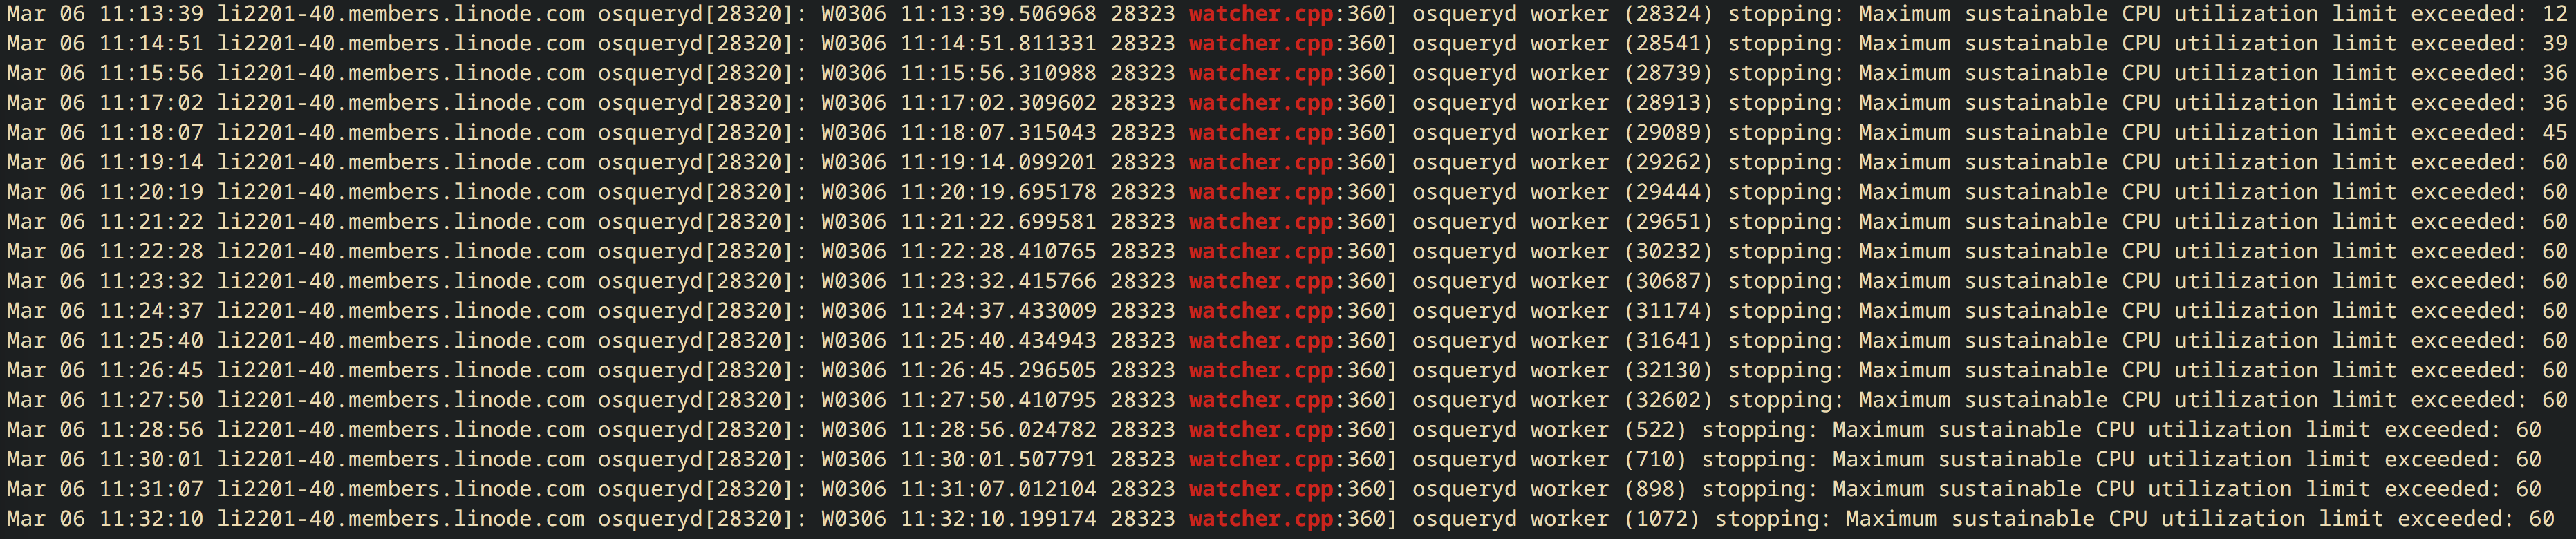 Mar 06 11:13:39 li2201-40.members.linode.com osqueryd[28320]: W0306 11:13:39.506968 28323 watcher.cpp:360] osqueryd worker (28324) stopping: Maximum sustainable CPU utilization limit exceeded: 12
Mar 06 11:14:51 li2201-40.members.linode.com osqueryd[28320]: W0306 11:14:51.811331 28323 watcher.cpp:360] osqueryd worker (28541) stopping: Maximum sustainable CPU utilization limit exceeded: 39
Mar 06 11:15:56 li2201-40.members.linode.com osqueryd[28320]: W0306 11:15:56.310988 28323 watcher.cpp:360] osqueryd worker (28739) stopping: Maximum sustainable CPU utilization limit exceeded: 36
Mar 06 11:17:02 li2201-40.members.linode.com osqueryd[28320]: W0306 11:17:02.309602 28323 watcher.cpp:360] osqueryd worker (28913) stopping: Maximum sustainable CPU utilization limit exceeded: 36
Mar 06 11:18:07 li2201-40.members.linode.com osqueryd[28320]: W0306 11:18:07.315043 28323 watcher.cpp:360] osqueryd worker (29089) stopping: Maximum sustainable CPU utilization limit exceeded: 45
Mar 06 11:19:14 li2201-40.members.linode.com osqueryd[28320]: W0306 11:19:14.099201 28323 watcher.cpp:360] osqueryd worker (29262) stopping: Maximum sustainable CPU utilization limit exceeded: 60
Mar 06 11:20:19 li2201-40.members.linode.com osqueryd[28320]: W0306 11:20:19.695178 28323 watcher.cpp:360] osqueryd worker (29444) stopping: Maximum sustainable CPU utilization limit exceeded: 60
Mar 06 11:21:22 li2201-40.members.linode.com osqueryd[28320]: W0306 11:21:22.699581 28323 watcher.cpp:360] osqueryd worker (29651) stopping: Maximum sustainable CPU utilization limit exceeded: 60
Mar 06 11:22:28 li2201-40.members.linode.com osqueryd[28320]: W0306 11:22:28.410765 28323 watcher.cpp:360] osqueryd worker (30232) stopping: Maximum sustainable CPU utilization limit exceeded: 60
Mar 06 11:23:32 li2201-40.members.linode.com osqueryd[28320]: W0306 11:23:32.415766 28323 watcher.cpp:360] osqueryd worker (30687) stopping: Maximum sustainable CPU utilization limit exceeded: 60
Mar 06 11:24:37 li2201-40.members.linode.com osqueryd[28320]: W0306 11:24:37.433009 28323 watcher.cpp:360] osqueryd worker (31174) stopping: Maximum sustainable CPU utilization limit exceeded: 60
Mar 06 11:25:40 li2201-40.members.linode.com osqueryd[28320]: W0306 11:25:40.434943 28323 watcher.cpp:360] osqueryd worker (31641) stopping: Maximum sustainable CPU utilization limit exceeded: 60
Mar 06 11:26:45 li2201-40.members.linode.com osqueryd[28320]: W0306 11:26:45.296505 28323 watcher.cpp:360] osqueryd worker (32130) stopping: Maximum sustainable CPU utilization limit exceeded: 60
Mar 06 11:27:50 li2201-40.members.linode.com osqueryd[28320]: W0306 11:27:50.410795 28323 watcher.cpp:360] osqueryd worker (32602) stopping: Maximum sustainable CPU utilization limit exceeded: 60
Mar 06 11:28:56 li2201-40.members.linode.com osqueryd[28320]: W0306 11:28:56.024782 28323 watcher.cpp:360] osqueryd worker (522) stopping: Maximum sustainable CPU utilization limit exceeded: 60
Mar 06 11:30:01 li2201-40.members.linode.com osqueryd[28320]: W0306 11:30:01.507791 28323 watcher.cpp:360] osqueryd worker (710) stopping: Maximum sustainable CPU utilization limit exceeded: 60
Mar 06 11:31:07 li2201-40.members.linode.com osqueryd[28320]: W0306 11:31:07.012104 28323 watcher.cpp:360] osqueryd worker (898) stopping: Maximum sustainable CPU utilization limit exceeded: 60
Mar 06 11:32:10 li2201-40.members.linode.com osqueryd[28320]: W0306 11:32:10.199174 28323 watcher.cpp:360] osqueryd worker (1072) stopping: Maximum sustainable CPU utilization limit exceeded: 60